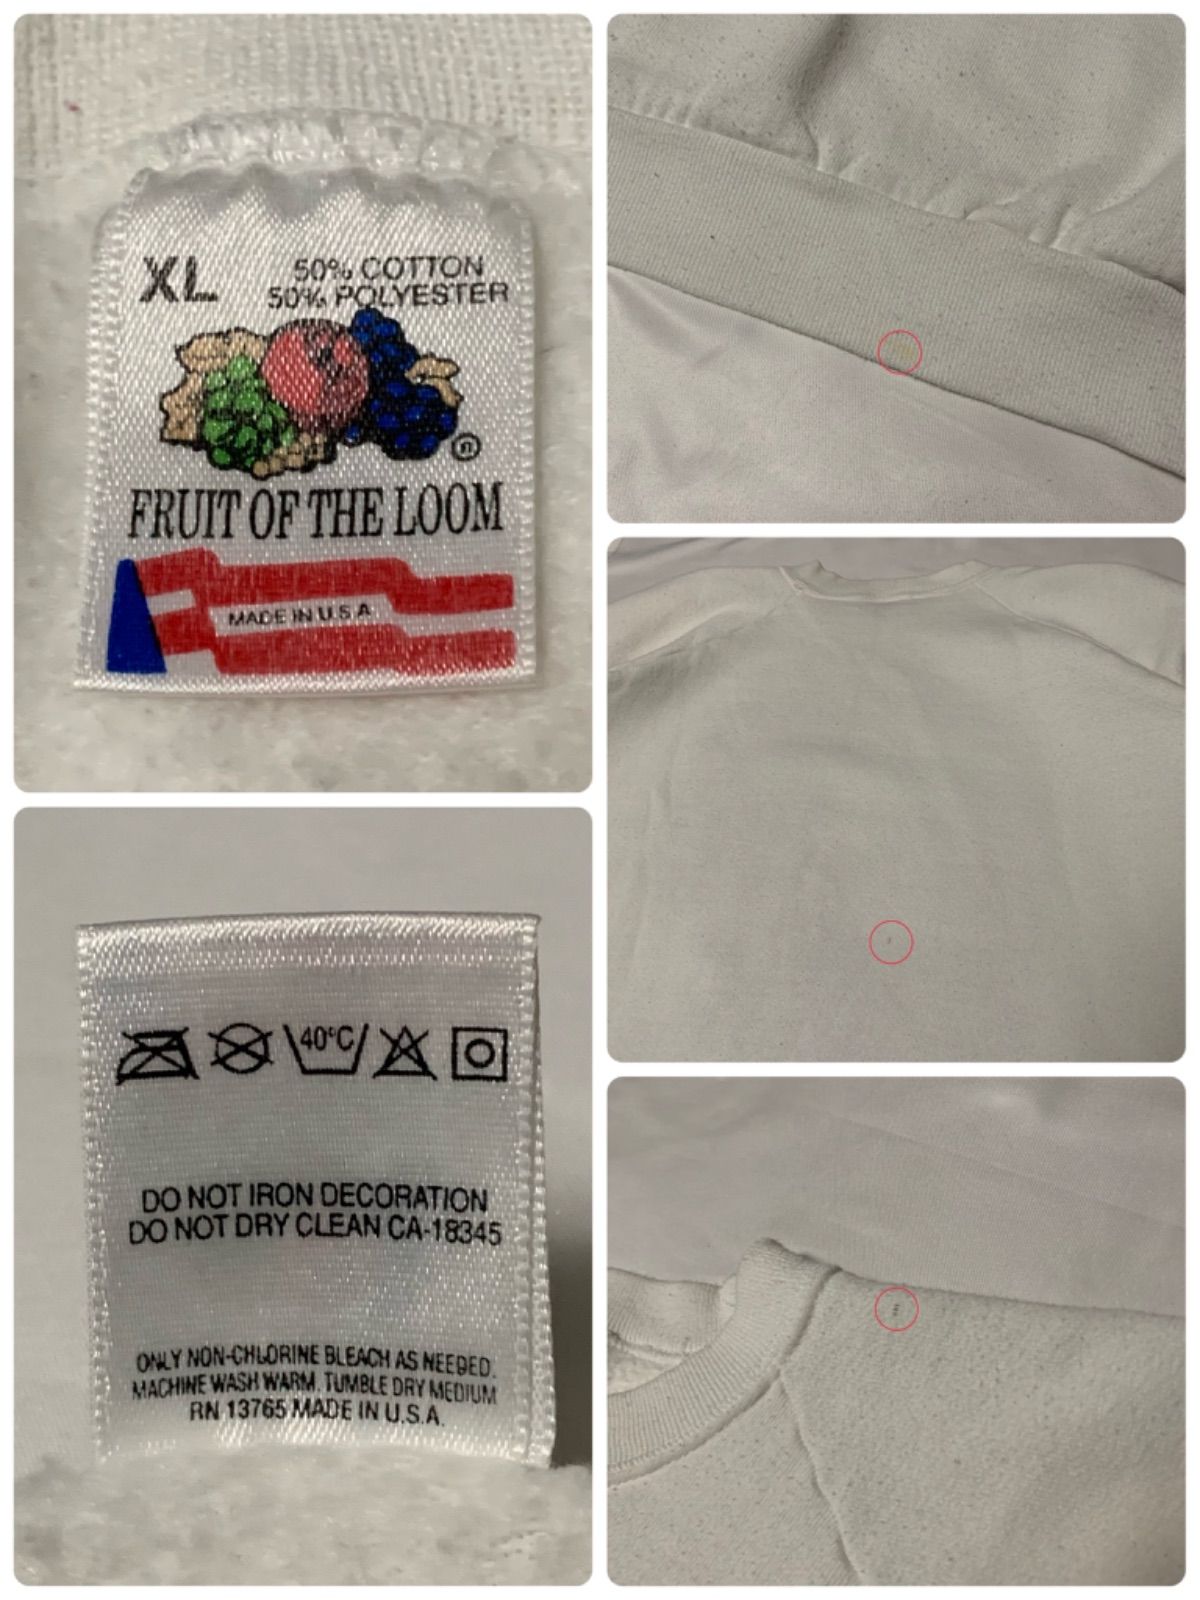 XL
50% COTTON
50% POLYESTER
®
FRUIT OF THE LOOM
MADE IN U.S.A.
40°C
DO NOT IRON DECORATION
DO NOT DRY CLEAN CA-18345
ONLY NON-CHLORINE BLEACH AS NEEDED.
MACHINE WASH WARM. TUMBLE DRY MEDIUM
RN 13765 MADE IN U.S.A.